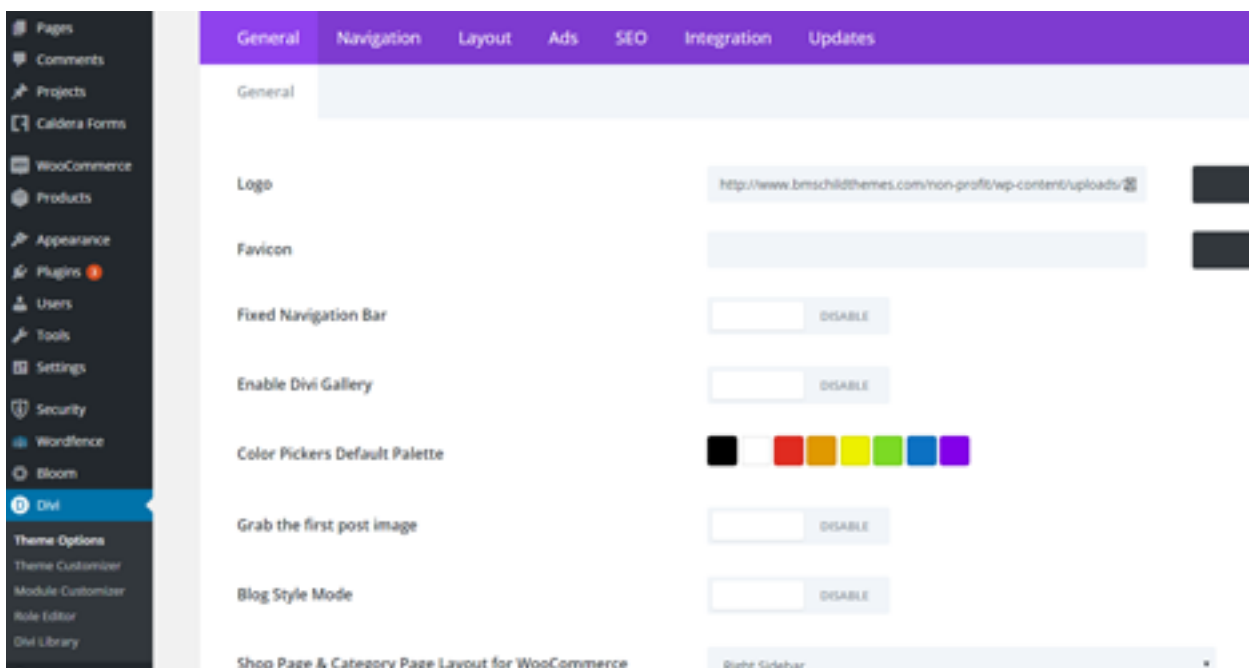 Pages
Comments
Projects
Caldera Forms
WooCommerce
Products
Appearance
Plugins 3
Users
Tools
Settings
Security
Wordfence
Bloom
Divi
Theme Options
Theme Customizer
Module Customizer
Role Editor
Divi Library
General Navigation Layout Ads SEO Integration Updates
General
Logo http://www.bmschildthemes.com/non-profit/wp-content/uploads/
Favicon
Fixed Navigation Bar DISABLE
Enable Divi Gallery DISABLE
Color Pickers Default Palette
Grab the first post image DISABLE
Blog Style Mode DISABLE
Shop Page & Category Page Layout for WooCommerce Right Sidebar